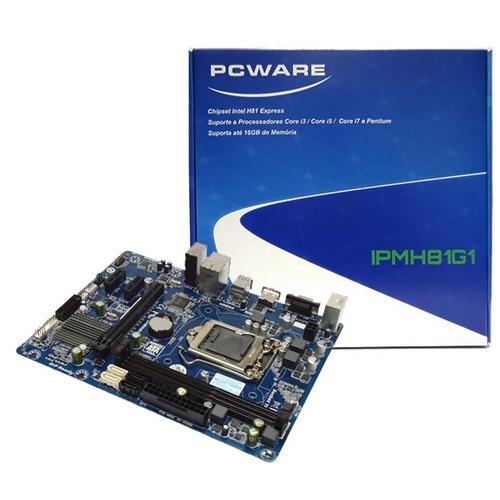 PCWARE
Chipset Intel H81 Express
Suporte a Processadores Core i3 / Core i5 / Core i7 e Pentium
Suporta até 16GB de Memória
IPMH81G1